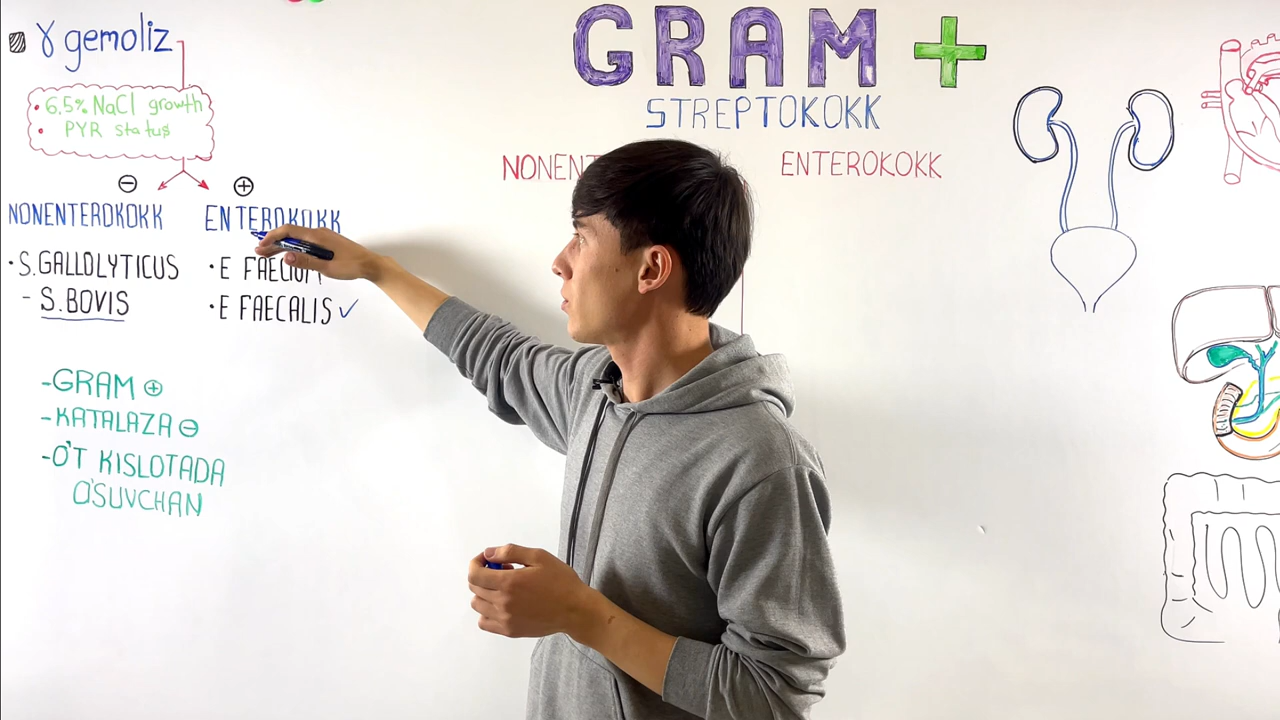 γ gemoliz
• 6,5% NaCl growth
• PYR status
NONENTEROKOKK
• S.GALLOLYTICUS
- S.BOVIS
ENTEROKOKK
• E FAECIUM
• E FAECALIS ✓
-GRAM ⊕
-KATALAZA ⊖
-O'T KISLOTADA
O'SUVCHAN
GRAM +
STREPTOKOKK
ENTEROKOKK